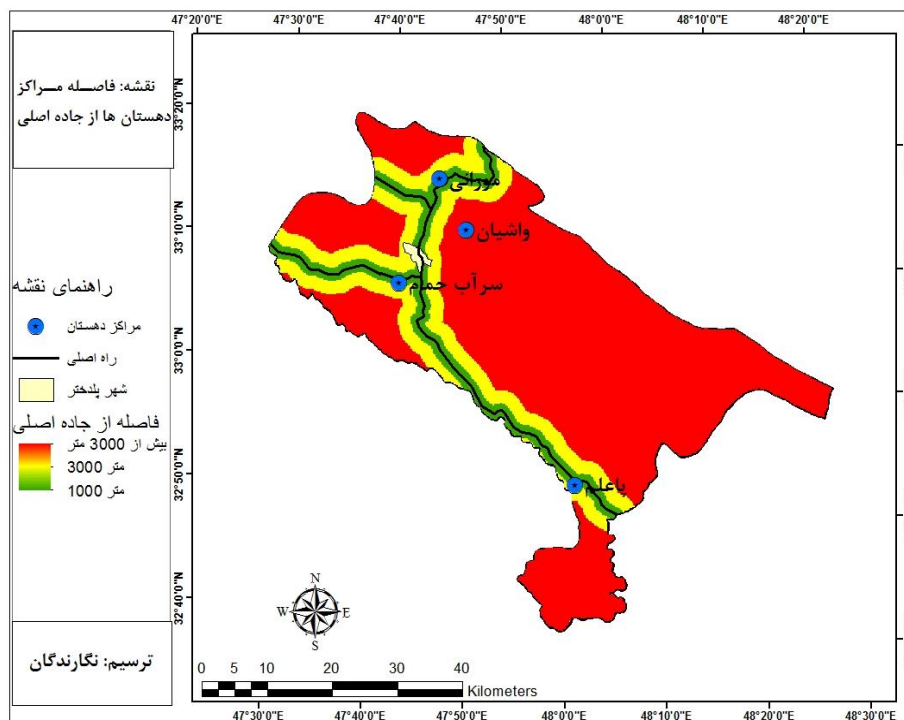 47°20'0"E 47°30'0"E 47°40'0"E 47°50'0"E 48°0'0"E 48°10'0"E 48°20'0"E
نقشه: فاصله مراکز
دهستان ها از جاده اصلی
33°20'0"N
33°10'0"N
33°0'0"N
32°50'0"N
32°40'0"N
مورانی
واشیان
سرآب حمام
پاعلم
راهنمای نقشه
مراکز دهستان
راه اصلی
شهر پلدختر
فاصله از جاده اصلی
بیش از 3000 متر
3000 متر
1000 متر
N
W E
S
ترسیم: نگارندگان
0 5 10 20 30 40
Kilometers
47°30'0"E 47°40'0"E 47°50'0"E 48°0'0"E 48°10'0"E 48°20'0"E 48°30'0"E